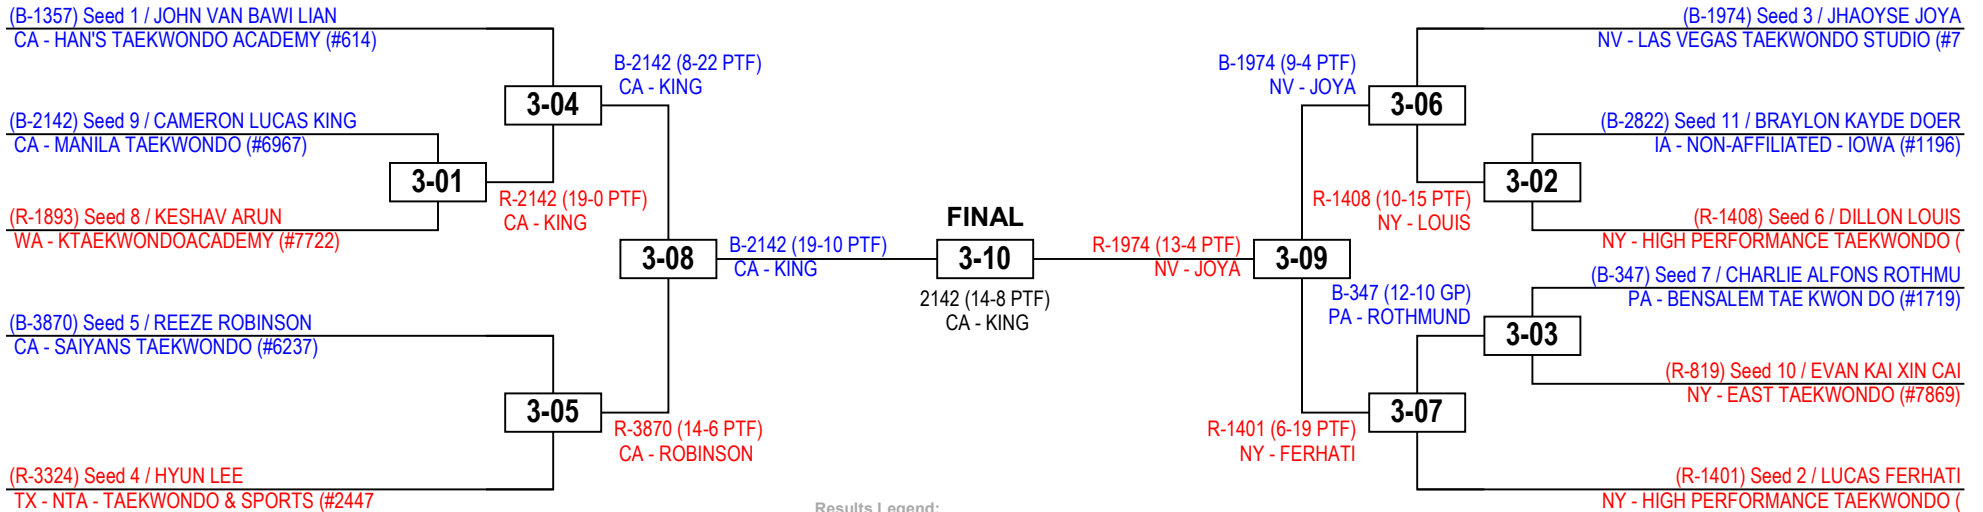 (B-1357) Seed 1 / JOHN VAN BAWI LIAN
CA - HAN'S TAEKWONDO ACADEMY (#614)
B-2142 (8-22 PTF)
CA - KING
3-04
(B-2142) Seed 9 / CAMERON LUCAS KING
CA - MANILA TAEKWONDO (#6967)
3-01
R-2142 (19-0 PTF)
CA - KING
(R-1893) Seed 8 / KESHAV ARUN
WA - KTAEKWONDOACADEMY (#7722)
3-08
B-2142 (19-10 PTF)
CA - KING
(B-3870) Seed 5 / REEZE ROBINSON
CA - SAIYANS TAEKWONDO (#6237)
3-05
R-3870 (14-6 PTF)
CA - ROBINSON
(R-3324) Seed 4 / HYUN LEE
TX - NTA - TAEKWONDO & SPORTS (#2447
FINAL
3-10
2142 (14-8 PTF)
CA - KING
(B-1974) Seed 3 / JHAOYSE JOYA
NV - LAS VEGAS TAEKWONDO STUDIO (#7
B-1974 (9-4 PTF)
NV - JOYA
3-06
(B-2822) Seed 11 / BRAYLON KAYDE DOER
IA - NON-AFFILIATED - IOWA (#1196)
3-02
R-1408 (10-15 PTF)
NY - LOUIS
(R-1408) Seed 6 / DILLON LOUIS
NY - HIGH PERFORMANCE TAEKWONDO (
R-1974 (13-4 PTF)
NV - JOYA
3-09
(B-347) Seed 7 / CHARLIE ALFONS ROTHMU
PA - BENSALEM TAE KWON DO (#1719)
B-347 (12-10 GP)
PA - ROTHMUND
3-03
(R-819) Seed 10 / EVAN KAI XIN CAI
NY - EAST TAEKWONDO (#7869)
3-07
R-1401 (6-19 PTF)
NY - FERHATI
(R-1401) Seed 2 / LUCAS FERHATI
NY - HIGH PERFORMANCE TAEKWONDO (
Results Legend: